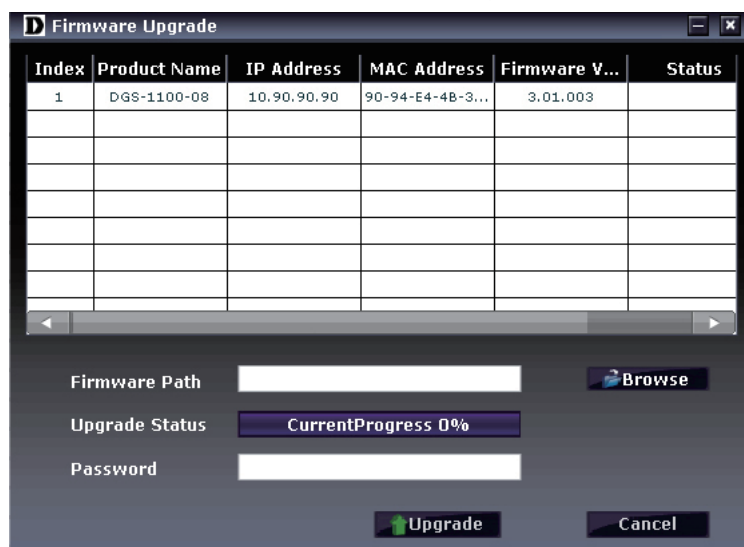 D Firmware Upgrade
Index Product Name IP Address MAC Address Firmware V... Status
1 DGS-1100-08 10.90.90.90 90-94-E4-4B-3... 3.01.003
Firmware Path Browse
Upgrade Status CurrentProgress 0%
Password
Upgrade Cancel